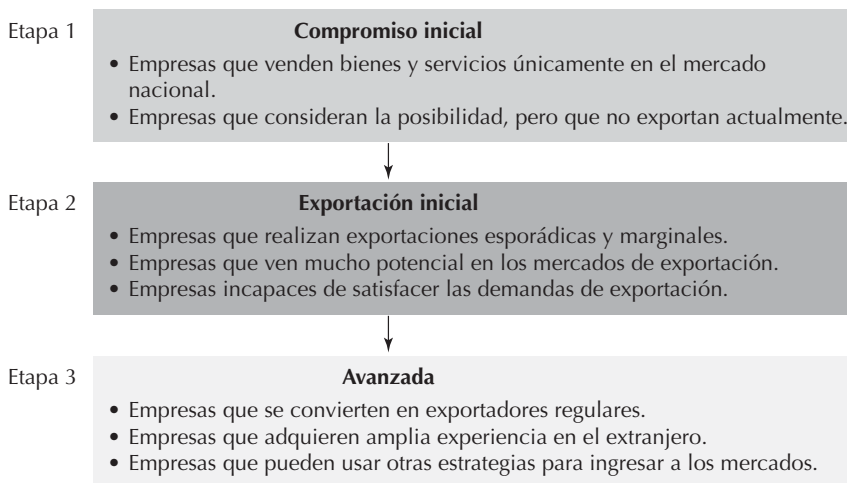 Etapa 1
Compromiso inicial
• Empresas que venden bienes y servicios únicamente en el mercado
nacional.
• Empresas que consideran la posibilidad, pero que no exportan actualmente.
Etapa 2
Exportación inicial
• Empresas que realizan exportaciones esporádicas y marginales.
• Empresas que ven mucho potencial en los mercados de exportación.
• Empresas incapaces de satisfacer las demandas de exportación.
Etapa 3
Avanzada
• Empresas que se convierten en exportadores regulares.
• Empresas que adquieren amplia experiencia en el extranjero.
• Empresas que pueden usar otras estrategias para ingresar a los mercados.